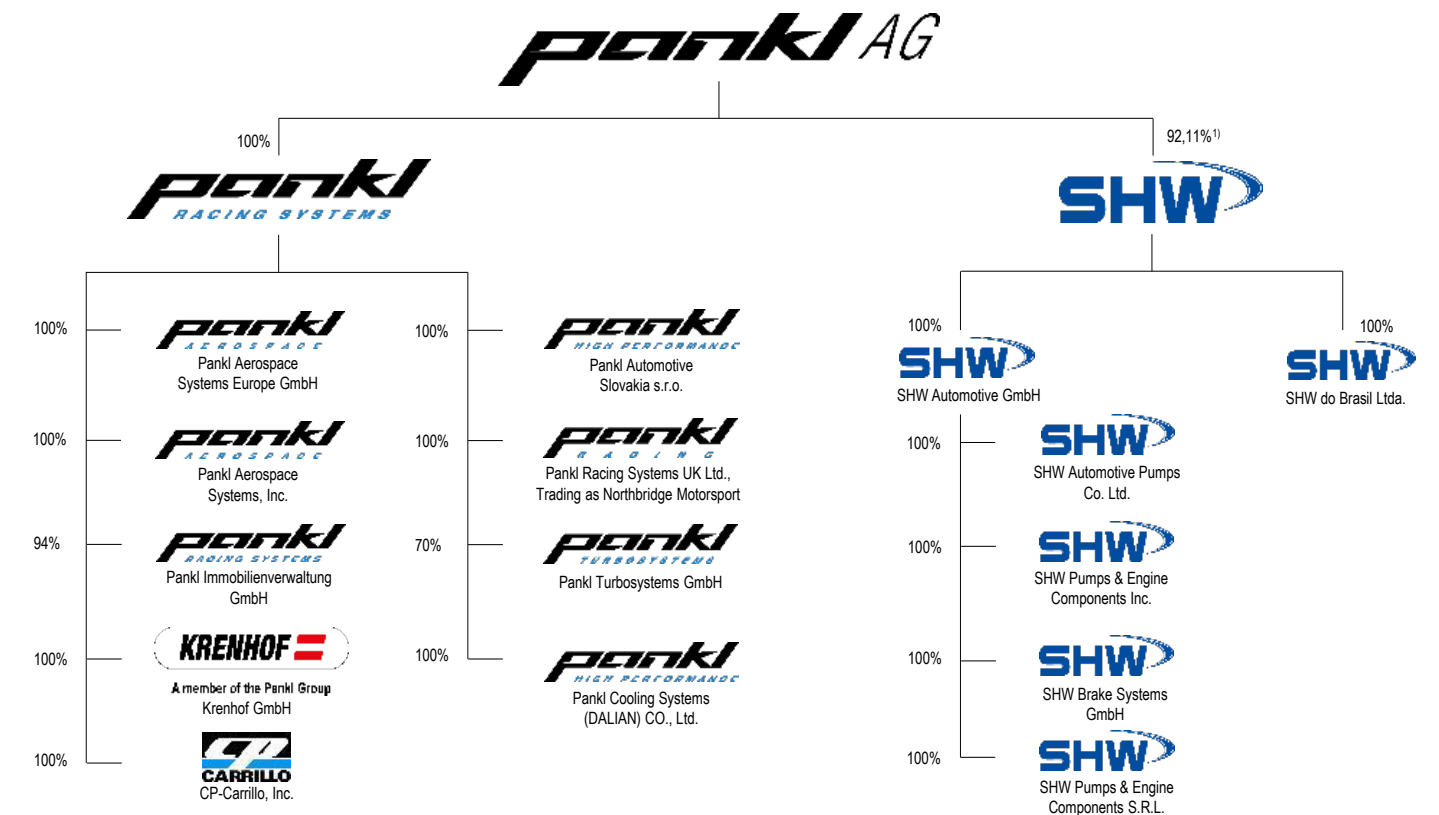 pankl AG
100%
pankl
RACING SYSTEMS
92,11%1)
SHW
100%
pankl
AEROSPACE
Pankl Aerospace
Systems Europe GmbH
100%
pankl
AEROSPACE
Pankl Aerospace
Systems, Inc.
94%
pankl
RACING SYSTEMS
Pankl Immobilienverwaltung
GmbH
100%
KRENHOF
A member of the Pankl Group
Krenhof GmbH
100%
CP
CARRILLO
CP-Carrillo, Inc.
100%
pankl
HIGH PERFORMANCE
Pankl Automotive
Slovakia s.r.o.
100%
pankl
RACING
Pankl Racing Systems UK Ltd.,
Trading as Northbridge Motorsport
70%
pankl
TURBOSYSTEMS
Pankl Turbosystems GmbH
100%
pankl
HIGH PERFORMANCE
Pankl Cooling Systems
(DALIAN) CO., Ltd.
100%
SHW
SHW Automotive GmbH
100%
SHW
SHW Automotive Pumps
Co. Ltd.
100%
SHW
SHW Pumps & Engine
Components Inc.
100%
SHW
SHW Brake Systems
GmbH
100%
SHW
SHW Pumps & Engine
Components S.R.L.
100%
SHW
SHW do Brasil Ltda.